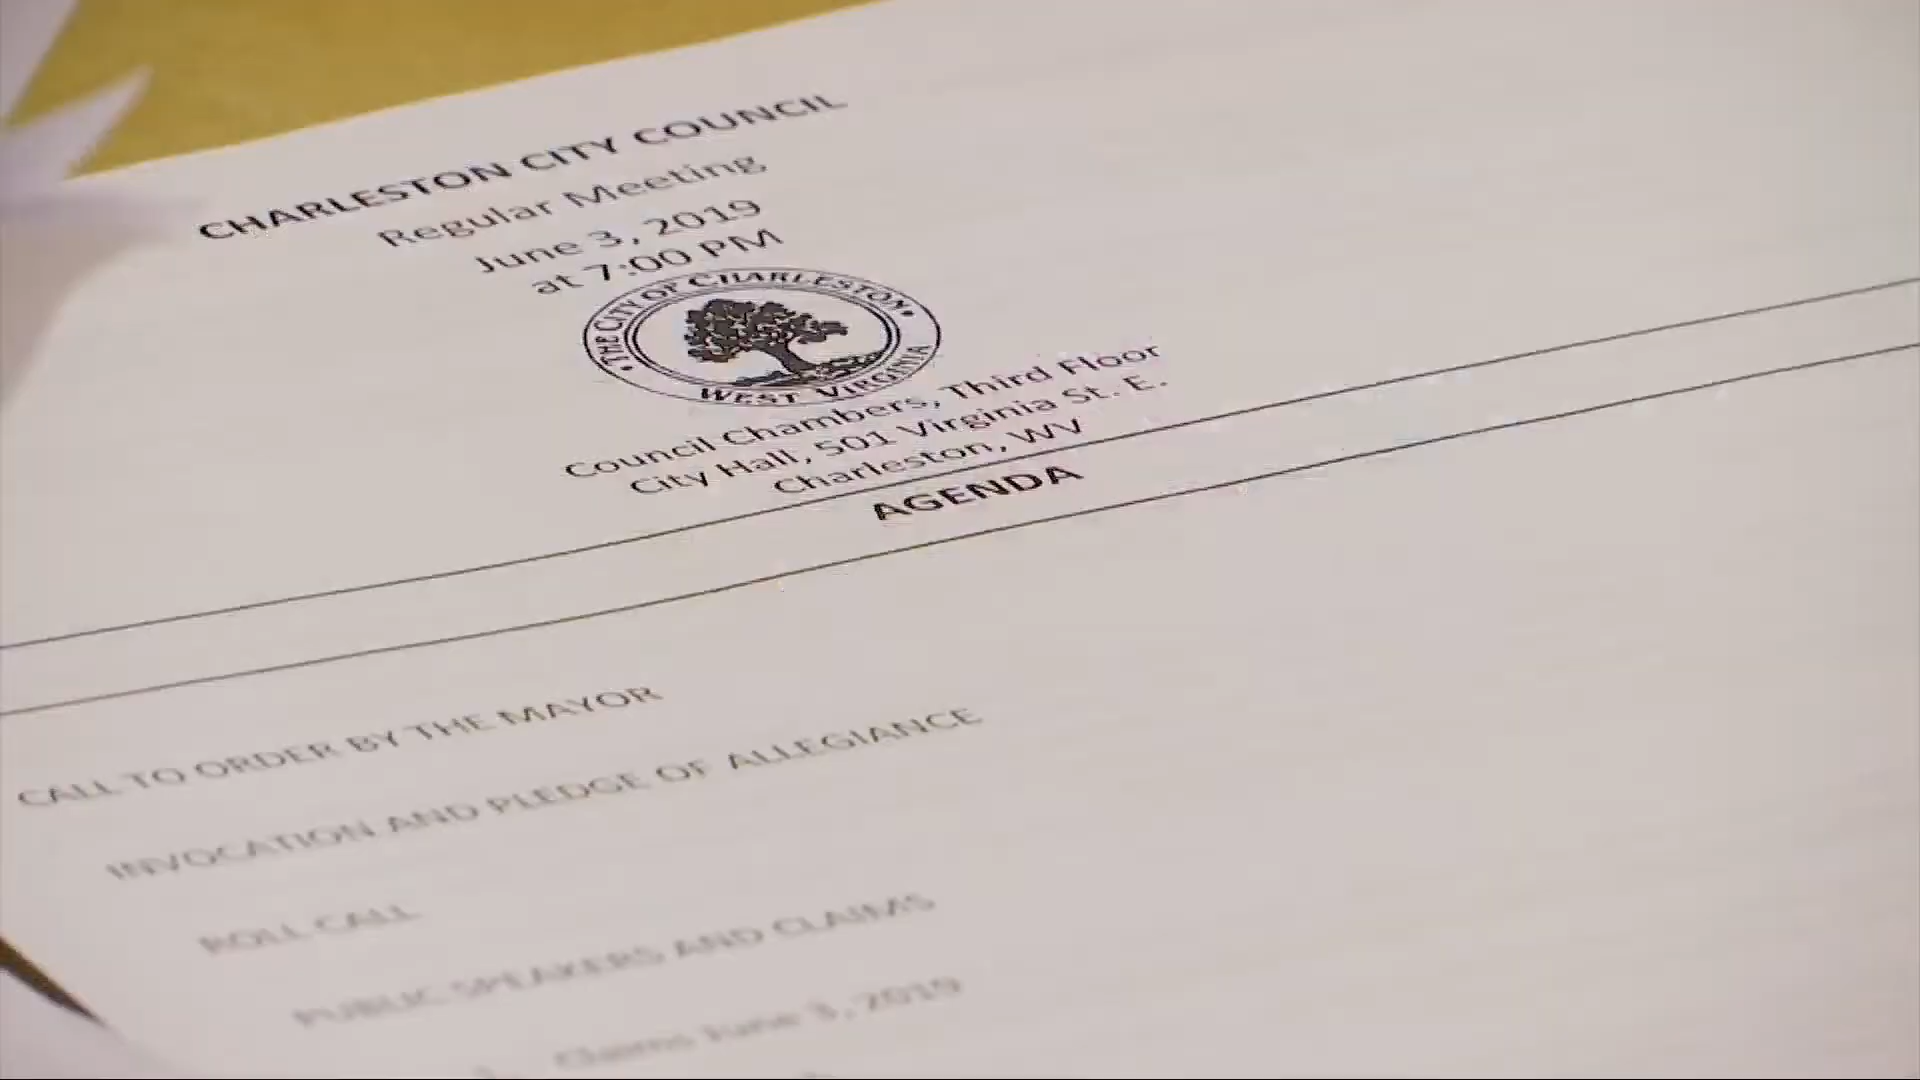 CHARLESTON CITY COUNCIL
Regular Meeting
June 3, 2019
at 7:00 PM
• THE CITY OF CHARLESTON •
WEST VIRGINIA
Council Chambers, Third Floor
City Hall, 501 Virginia St. E.
Charleston, WV
AGENDA
CALL TO ORDER BY THE MAYOR
INVOCATION AND PLEDGE OF ALLEGIANCE
ROLL CALL
PUBLIC SPEAKERS AND CLAIMS
Claims June 3, 2019